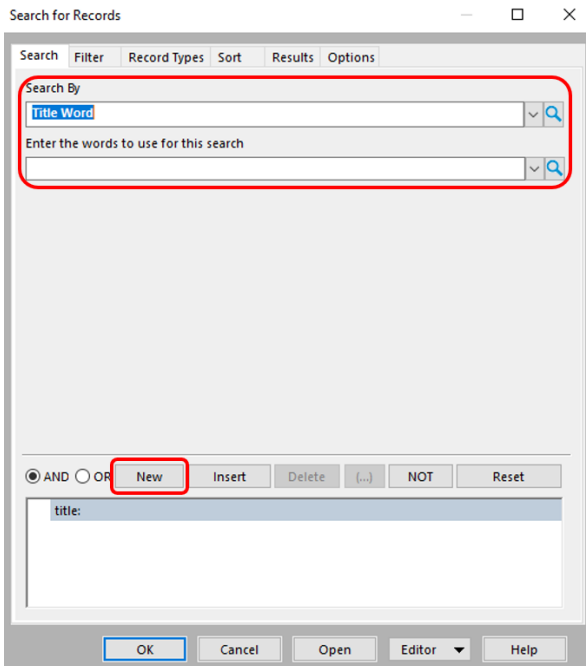 Search for Records
Search Filter Record Types Sort Results Options
Search By
Title Word
Enter the words to use for this search
AND OR New Insert Delete (...) NOT Reset
title:
OK Cancel Open Editor Help